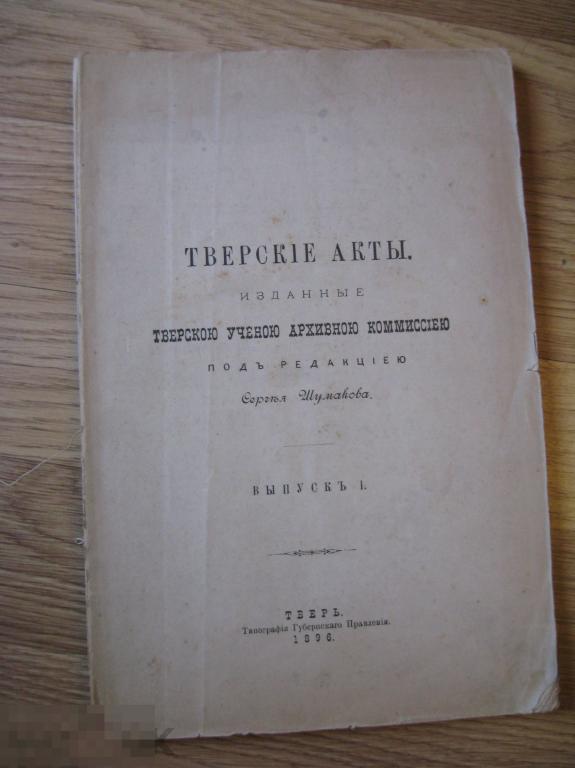 ТВЕРСКІЕ АКТЫ.
ИЗДАННЫЕ
ТВЕРСКОЮ УЧЕНОЮ АРХИВНОЮ КОММИССІЕЮ
ПОДЪ РЕДАКЦІЕЮ
Сергѣя Шумакова.
ВЫПУСКЪ I.
ТВЕРЬ.
Типографія Губернскаго Правленія.
1896.